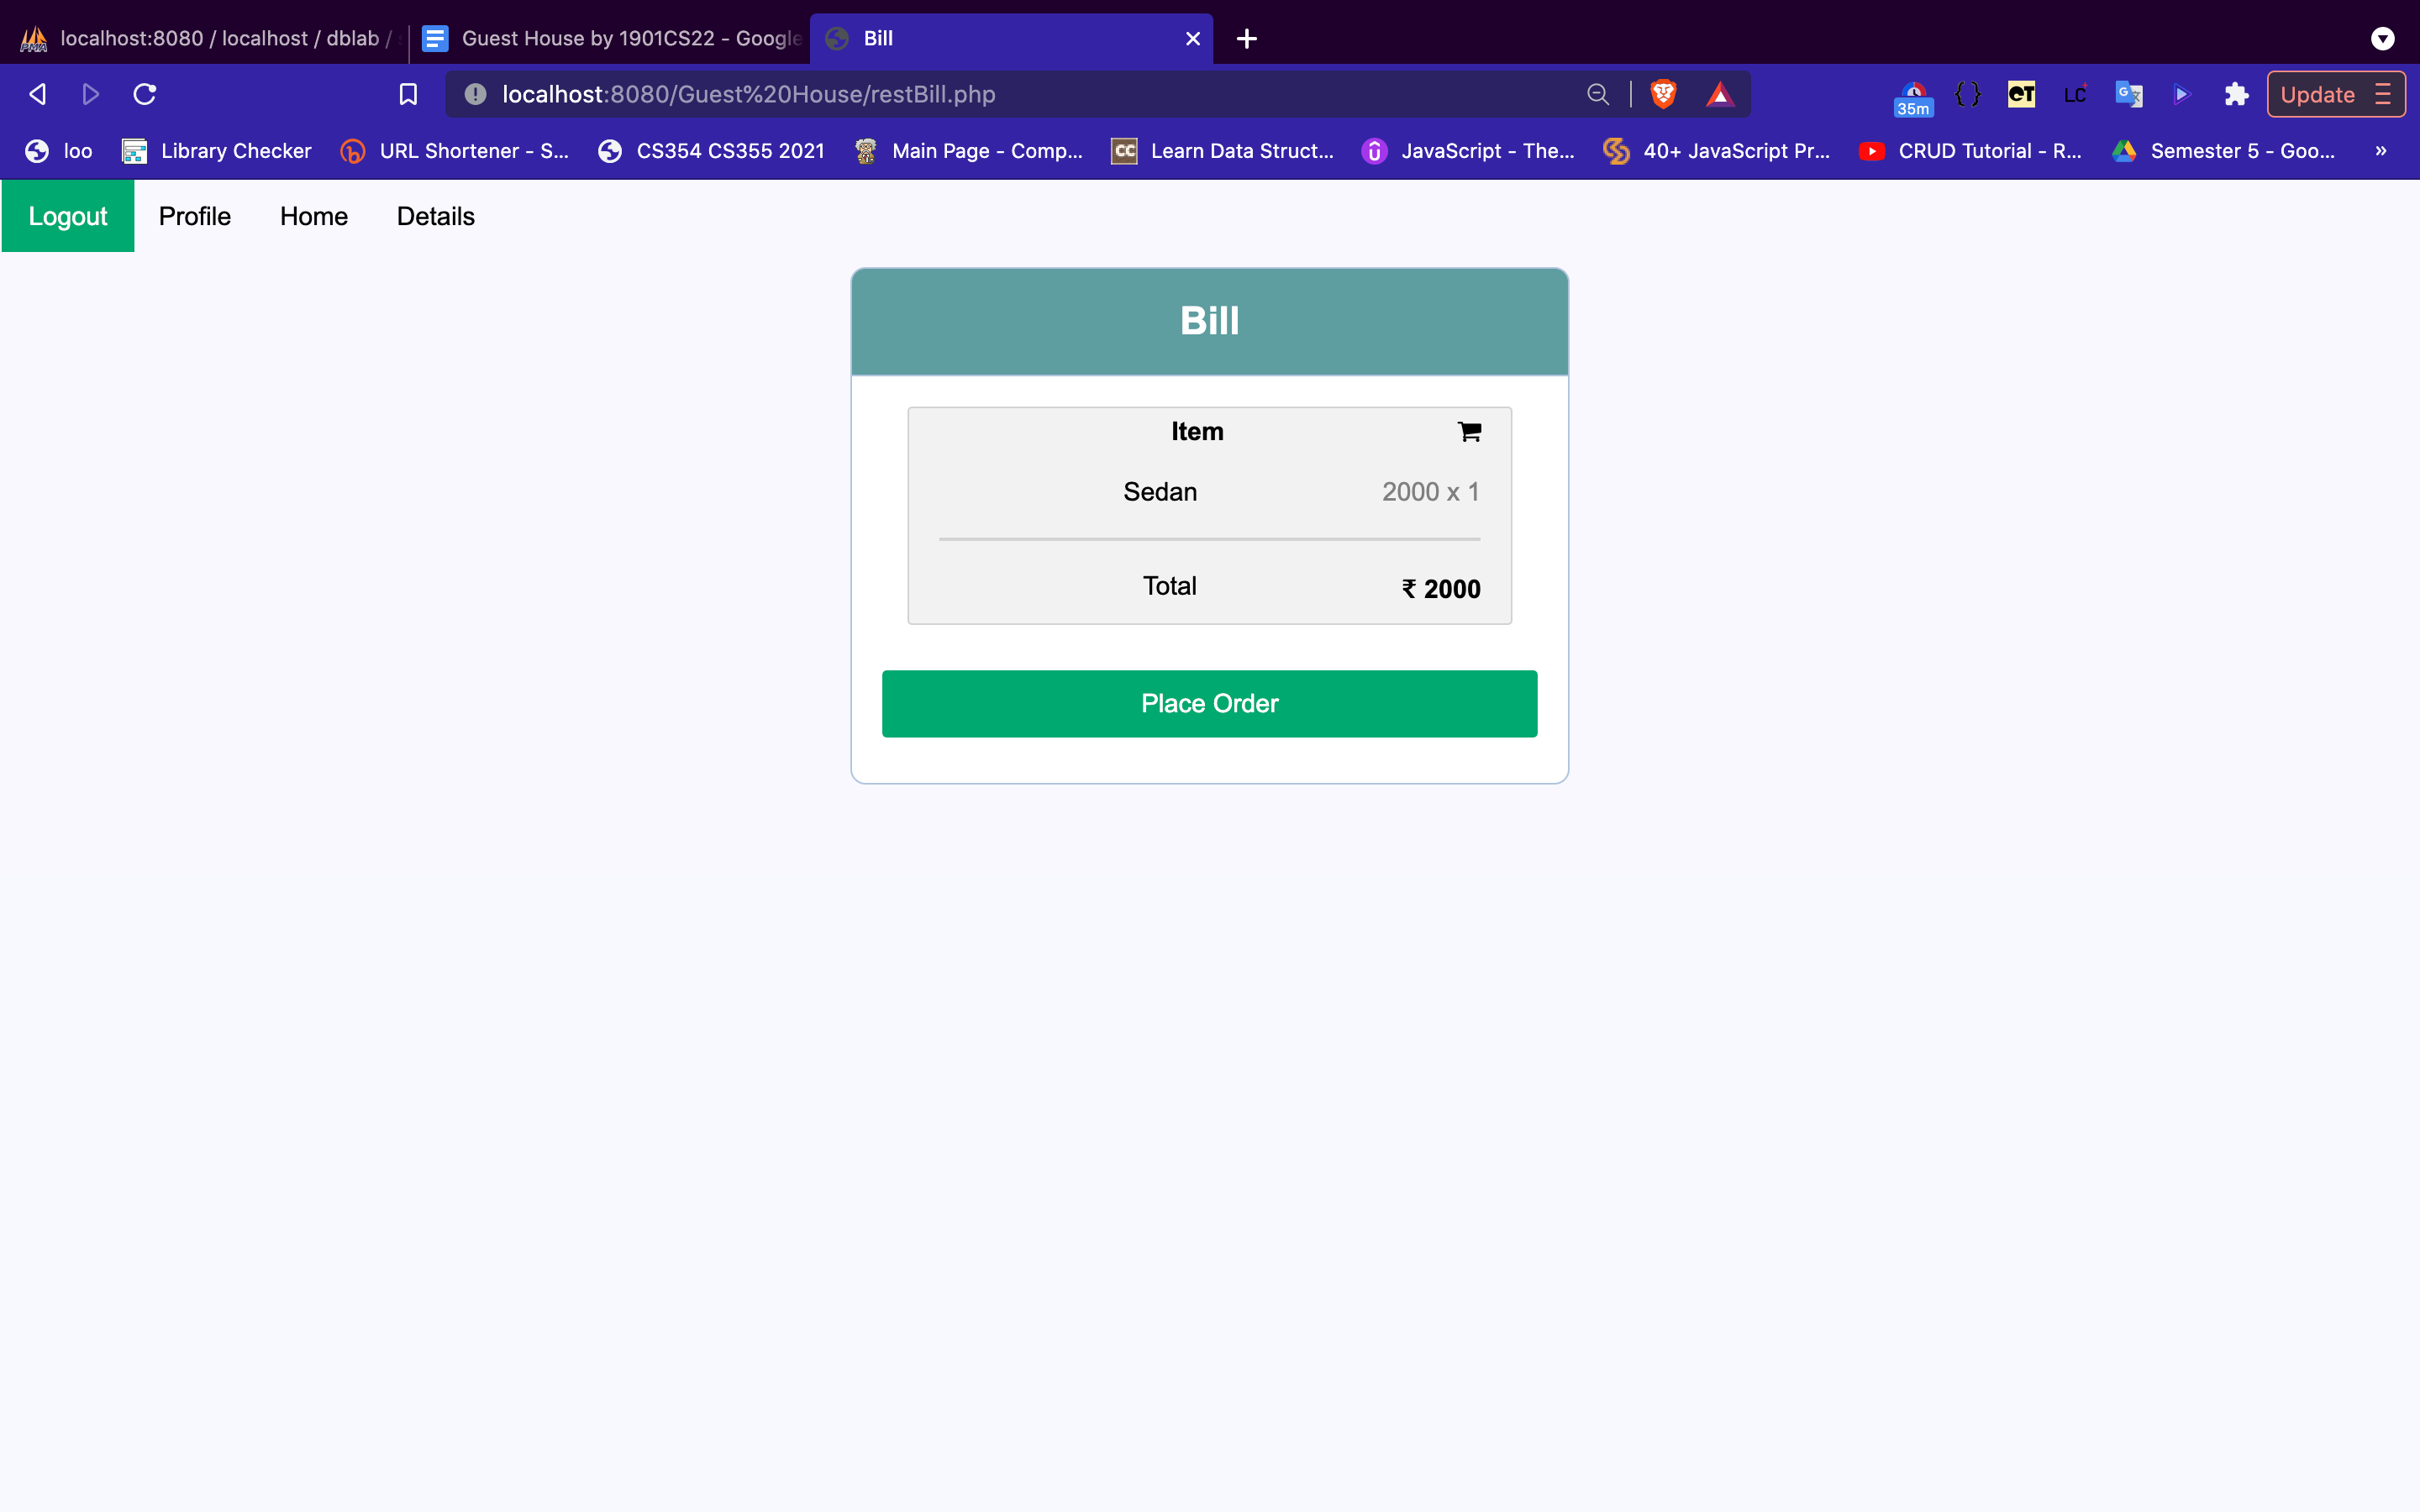 localhost:8080 / localhost / dblab /
Guest House by 1901CS22 - Google
Bill
localhost:8080/Guest%20House/restBill.php
35m
{}
LC
Update
loo
Library Checker
URL Shortener - S...
CS354 CS355 2021
Main Page - Comp...
CC
Learn Data Struct...
JavaScript - The...
40+ JavaScript Pr...
CRUD Tutorial - R...
Semester 5 - Goo...
»
Logout Profile Home Details
Bill
Item
Sedan 2000 x 1
Total ₹ 2000
Place Order